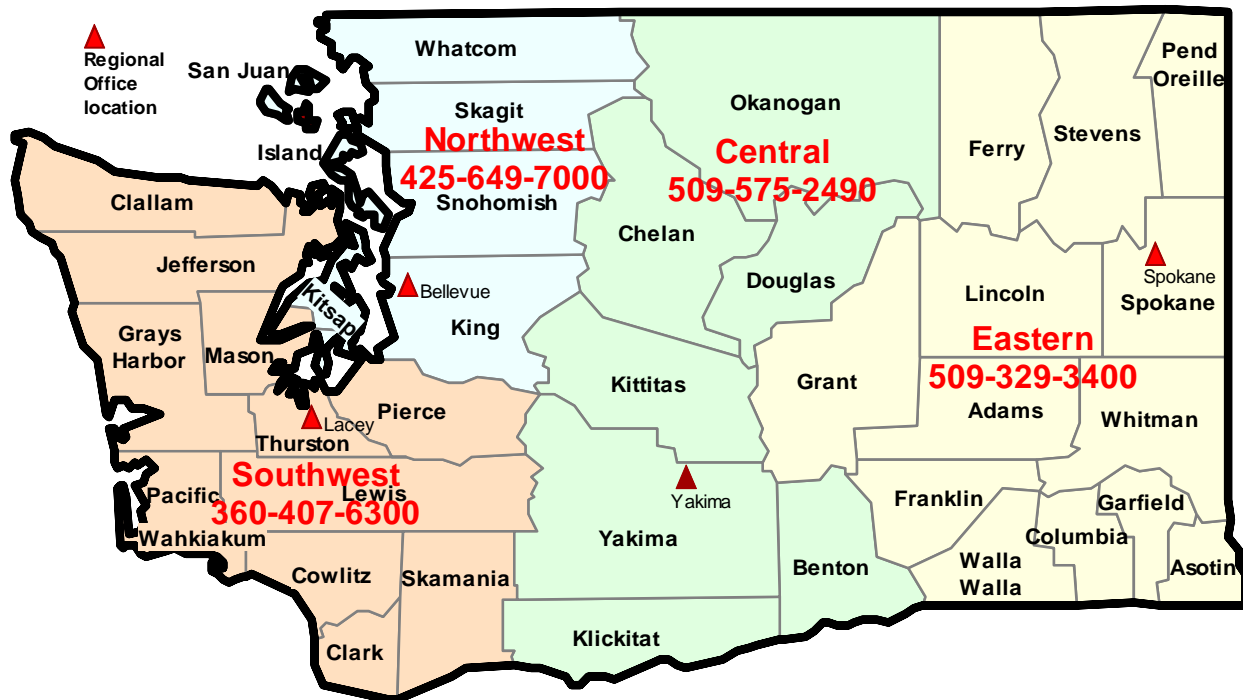 Regional
Office
location
San Juan
Island
Whatcom
Skagit
Northwest
425-649-7000
Snohomish
King
Bellevue
Kitsap
Clallam
Jefferson
Grays
Harbor
Mason
Thurston
Lacey
Pierce
Southwest
360-407-6300
Lewis
Pacific
Wahkiakum
Cowlitz
Skamania
Clark
Okanogan
Central
509-575-2490
Chelan
Douglas
Kittitas
Yakima
Yakima
Benton
Klickitat
Ferry
Stevens
Pend
Oreille
Lincoln
Spokane
Spokane
Eastern
509-329-3400
Grant
Adams
Whitman
Franklin
Walla
Walla
Columbia
Garfield
Asotin